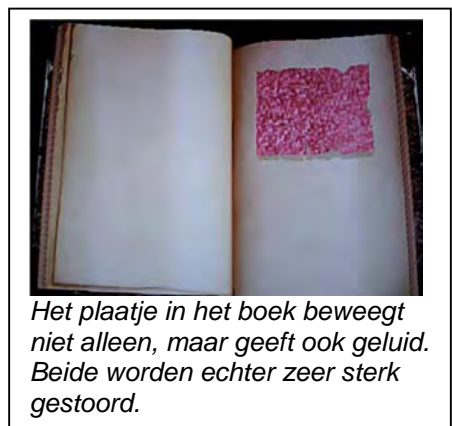 Het plaatje in het boek beweegt
niet alleen, maar geeft ook geluid.
Beide worden echter zeer sterk
gestoord.